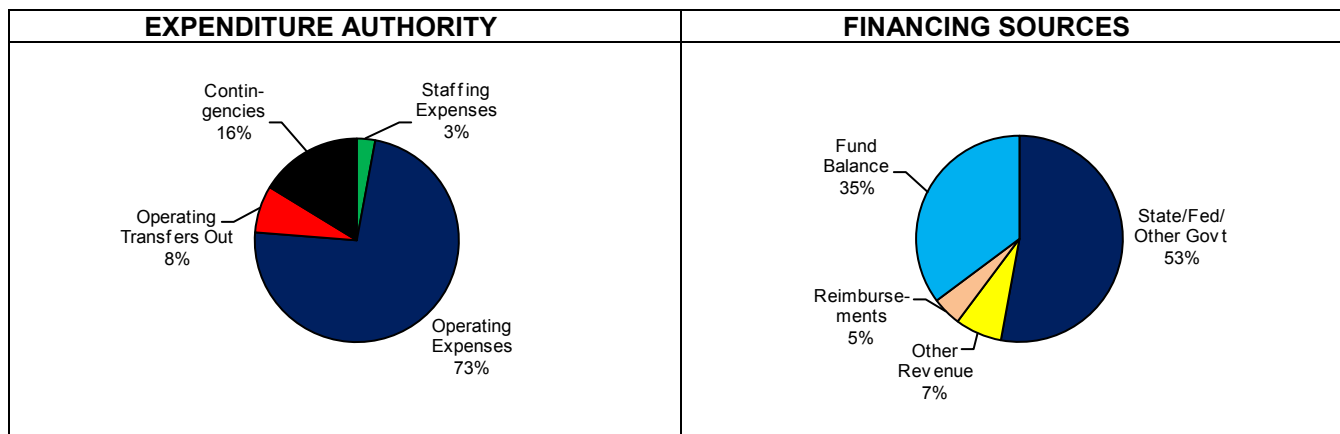 EXPENDITURE AUTHORITY
Contin-
gencies
16%
Staffing
Expenses
3%
Operating
Transfers Out
8%
Operating
Expenses
73%
FINANCING SOURCES
Fund
Balance
35%
State/Fed/
Other Govt
53%
Reimburse-
ments
5%
Other
Revenue
7%